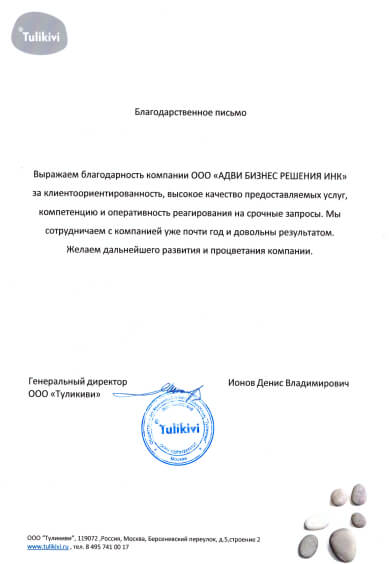 Tulikivi
Благодарственное письмо
Выражаем благодарность компании ООО «АДВИ БИЗНЕС РЕШЕНИЯ ИНК»
за клиентоориентированность, высокое качество предоставляемых услуг,
компетенцию и оперативность реагирования на срочные запросы. Мы
сотрудничаем с компанией уже почти год и довольны результатом.
Желаем дальнейшего развития и процветания компании.
Генеральный директор
ООО «Туликиви»
Ионов Денис Владимирович
Tulikivi
Москва
ООО "Туликиви", 119072 ,Россия, Москва, Берсеневский переулок, д.5,строение 2
www.tulikivi.ru , тел. 8 495 741 00 17